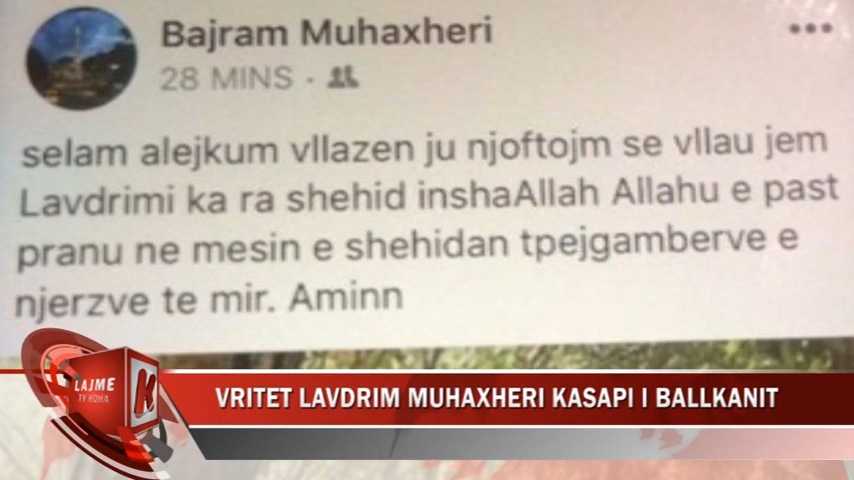 Bajram Muhaxheri
28 MINS ·
selam alejkum vllazen ju njoftojm se vllau jem
Lavdrimi ka ra shehid inshaAllah Allahu e past
pranu ne mesin e shehidan tpejgamberve e
njerzve te mir. Aminn
LAJME
TV KOHA
K
VRITET LAVDRIM MUHAXHERI KASAPI I BALLKANIT